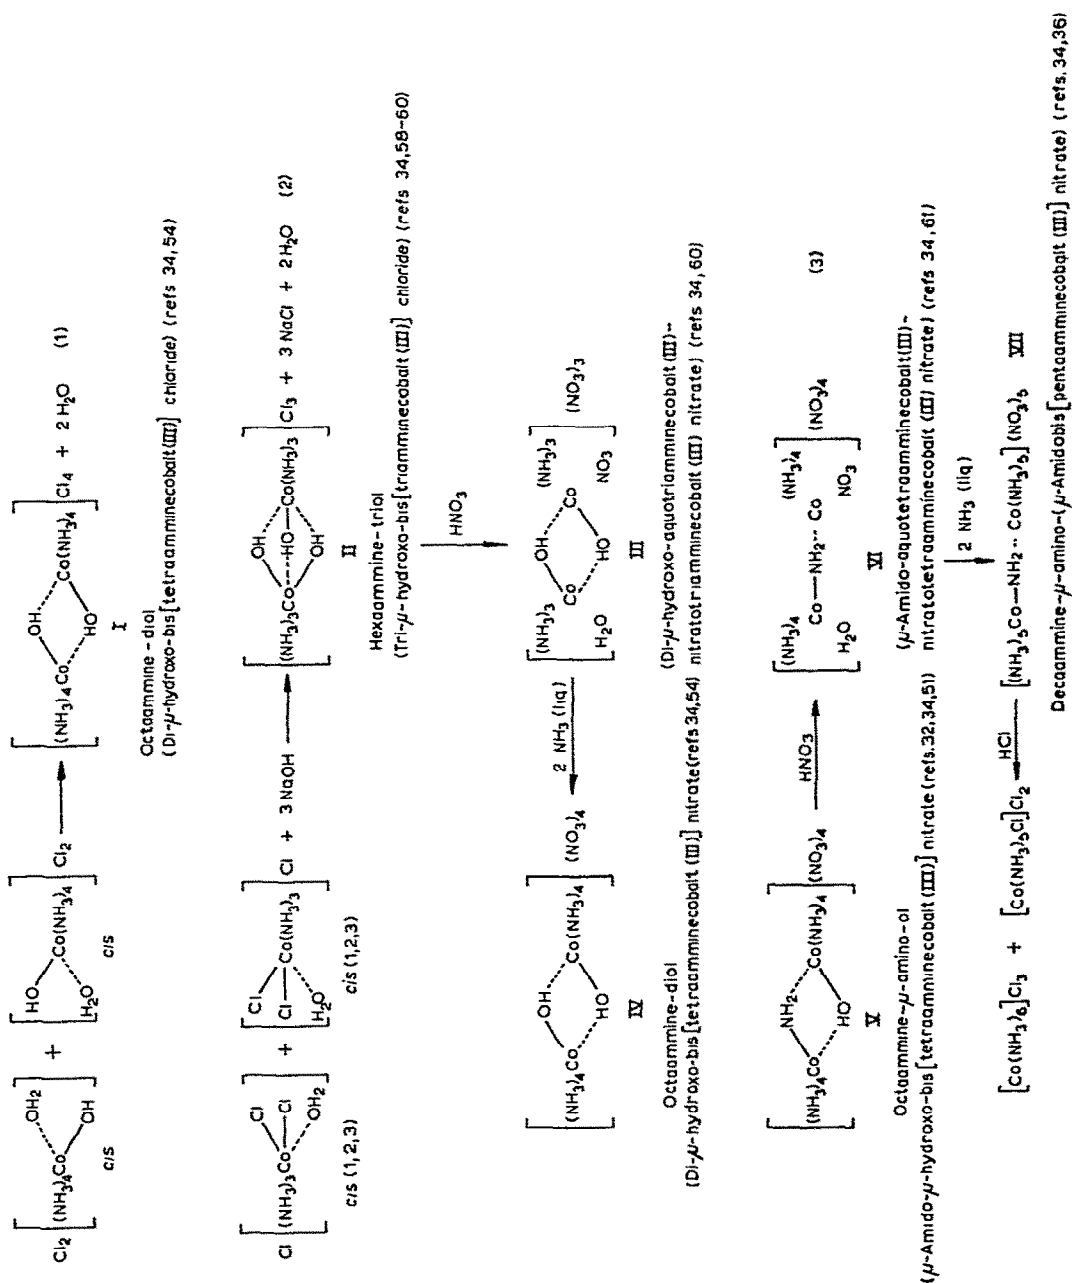 Cl₂ [(NH₃)₄Co OH₂ OH] + [HO H₂O Co(NH₃)₄] Cl₂ ⟶ [(NH₃)₄Co OH HO Co(NH₃)₄] Cl₄ + 2 H₂O (1)
cis cis I
Octaammine-diol
(Di-μ-hydroxo-bis[tetraamminecobalt(III)] chloride) (refs 34,54)
Cl [(NH₃)₃Co Cl Cl OH₂] + [Cl Cl H₂O Co(NH₃)₃] Cl + 3 NaOH ⟶ [(NH₃)₃Co OH HO OH Co(NH₃)₃] Cl₃ + 3 NaCl + 2H₂O (2)
cis (1,2,3) cis (1,2,3) II
Hexaammine-triol
(Tri-μ-hydroxo-bis[triamminecobalt(III)] chloride) (refs 34,58-60)
HNO₃
[(NH₃)₄Co OH HO Co(NH₃)₄] (NO₃)₄ 2 NH₃ (liq) [(NH₃)₃ H₂O Co OH HO Co (NH₃)₃ NO₃] (NO₃)₃
IV III
Octaammine-diol
(Di-μ-hydroxo-bis[tetraamminecobalt (III)] nitrate(refs 34,54)
(Di-μ-hydroxo-aquotriamminecobalt (III)-
nitratotriamminecobalt (III) nitrate) (refs 34, 60)
[(NH₃)₄Co NH₂ HO Co(NH₃)₄] (NO₃)₄ HNO₃ [(NH₃)₄ H₂O Co—NH₂··Co (NH₃)₄ NO₃] (NO₃)₄ (3)
V VI
Octaammine-μ-amino-ol
(μ-Amido-μ-hydroxo-bis[tetraamminecobalt (III)] nitrate (refs.32,34,51)
(μ-Amido-aquotetraamminecobalt(III)-
nitratotetraamminecobalt (III) nitrate) (refs 34,61)
2 NH₃ (liq)
[Co(NH₃)₆]Cl₃ + [Co(NH₃)₅Cl]Cl₂ HCl [(NH₃)₅Co—NH₂··Co(NH₃)₅](NO₃)₅ VII
Decaammine-μ-amino-(μ-Amidobis[pentaamminecobalt (III)] nitrate) (refs.34,36)